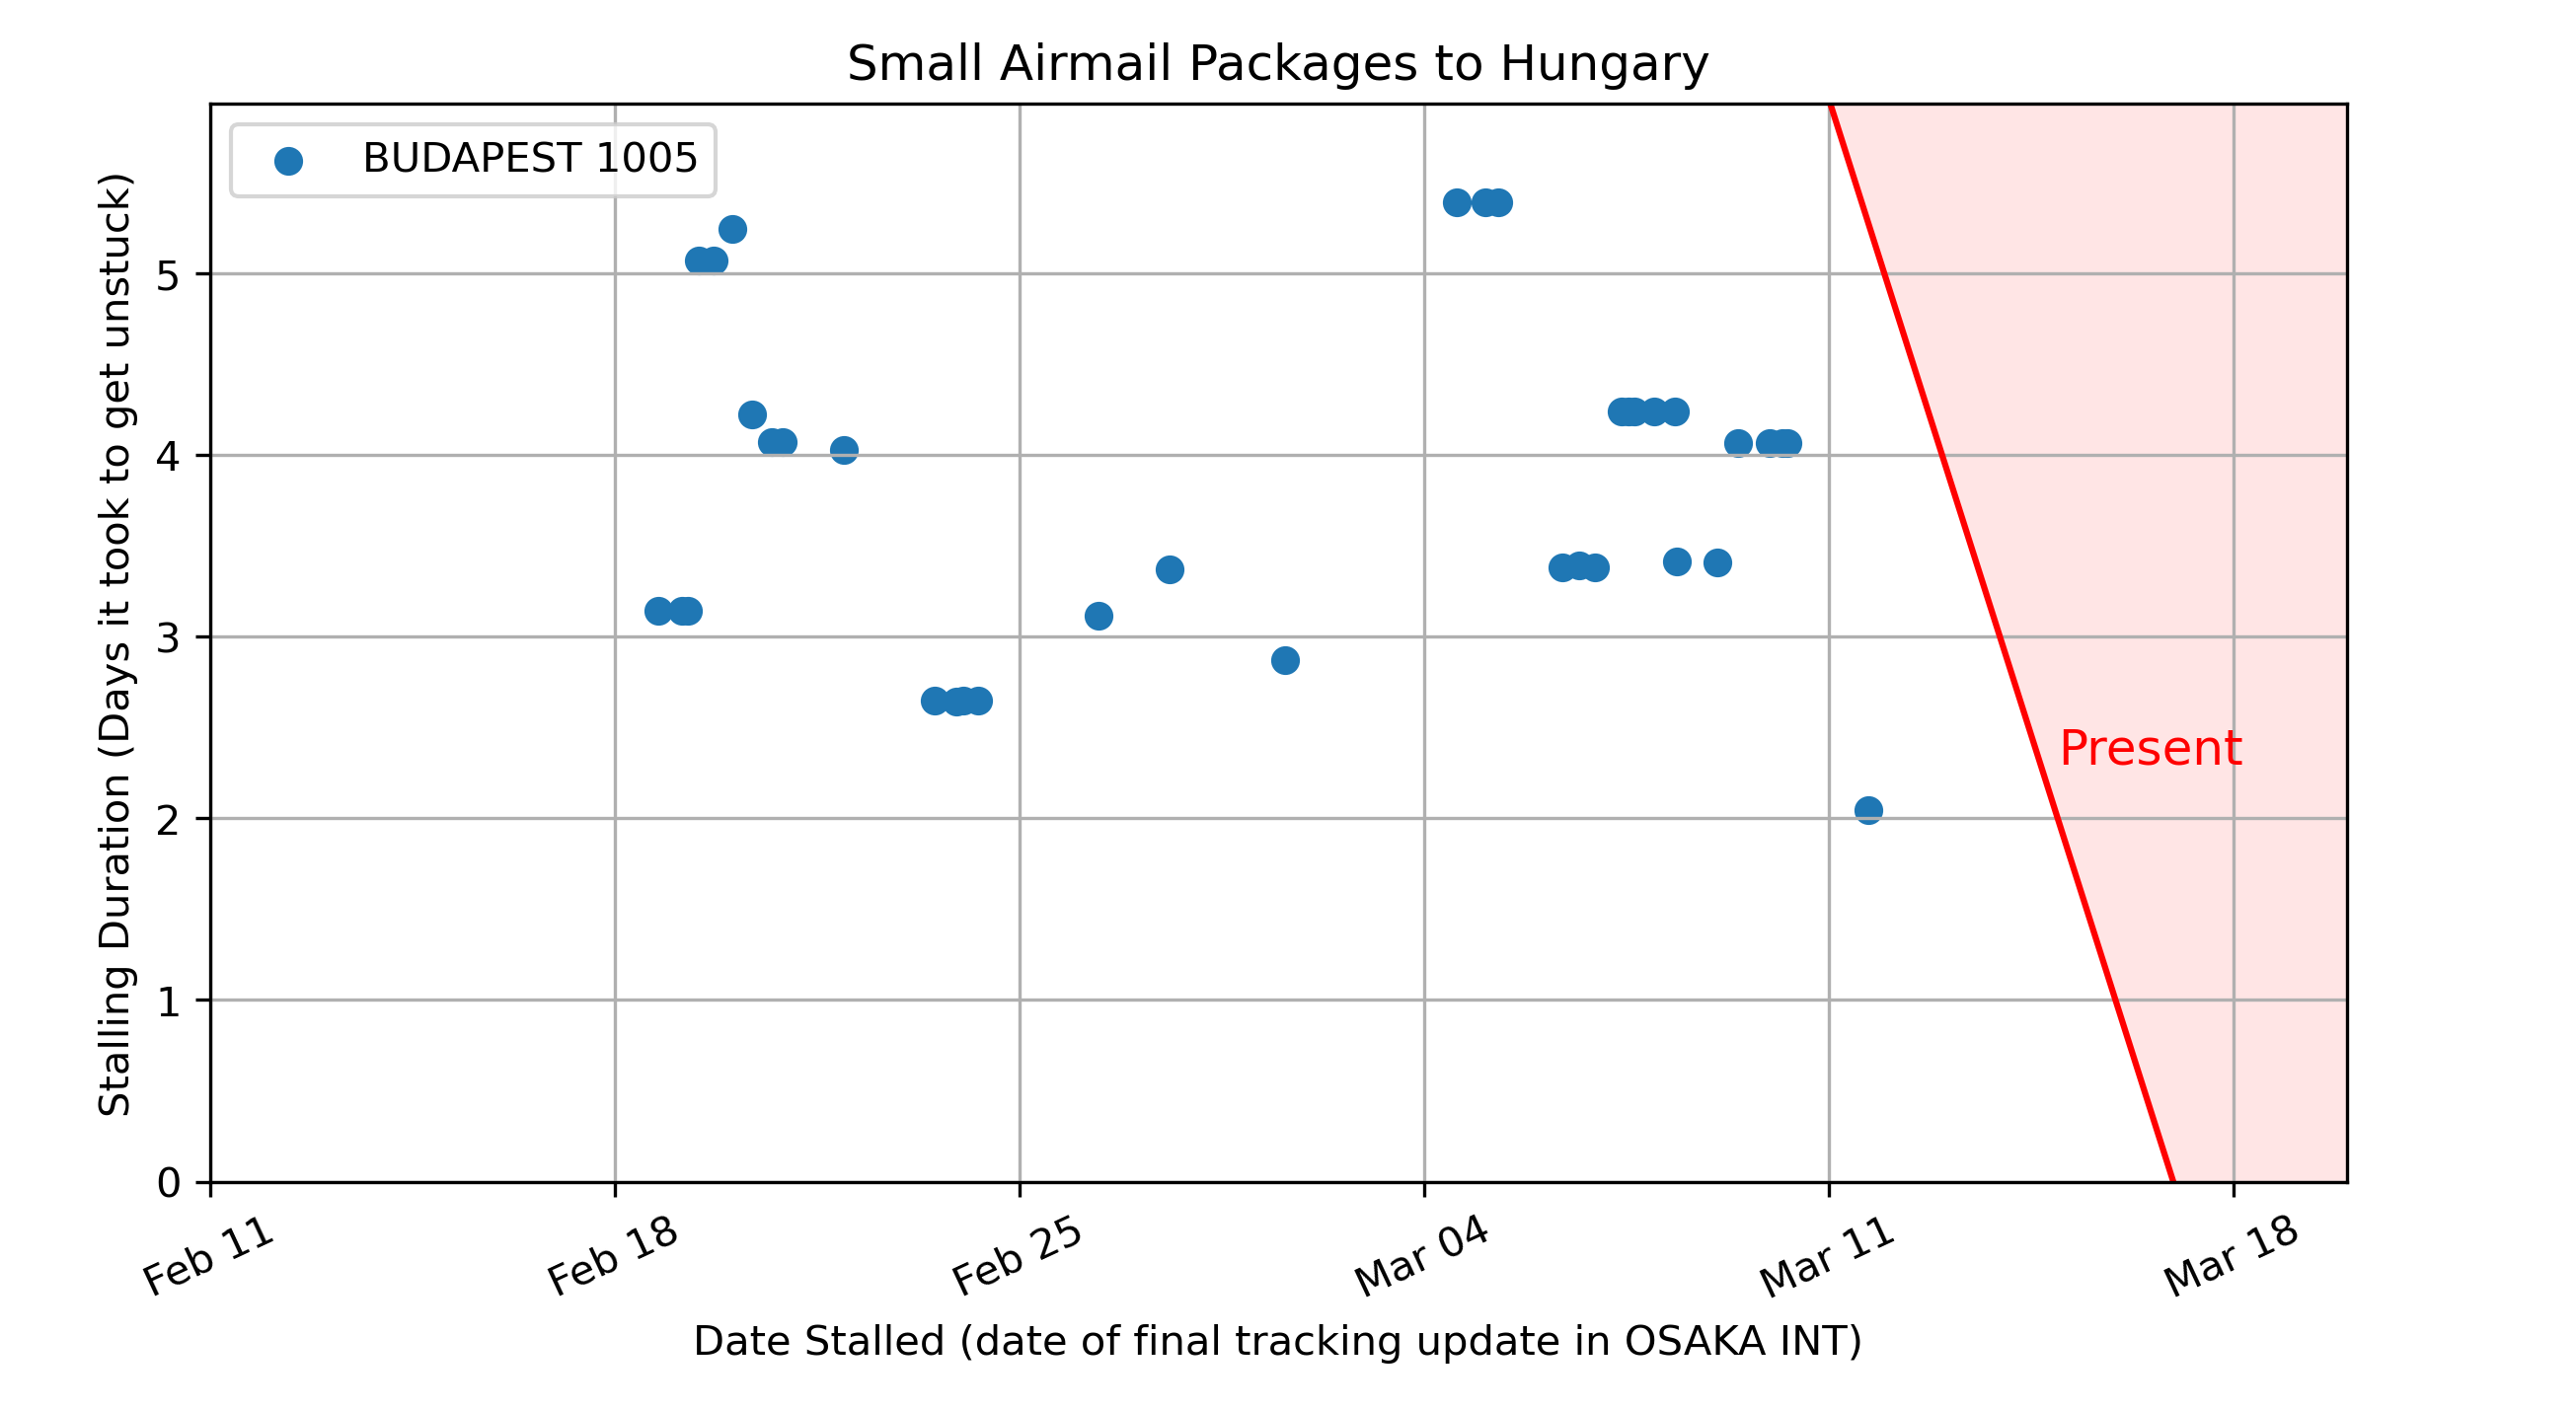 Small Airmail Packages to Hungary
BUDAPEST 1005
Stalling Duration (Days it took to get unstuck)
5
4
3
2
1
0
Present
Feb 11
Feb 18
Feb 25
Mar 04
Mar 11
Mar 18
Date Stalled (date of final tracking update in OSAKA INT)